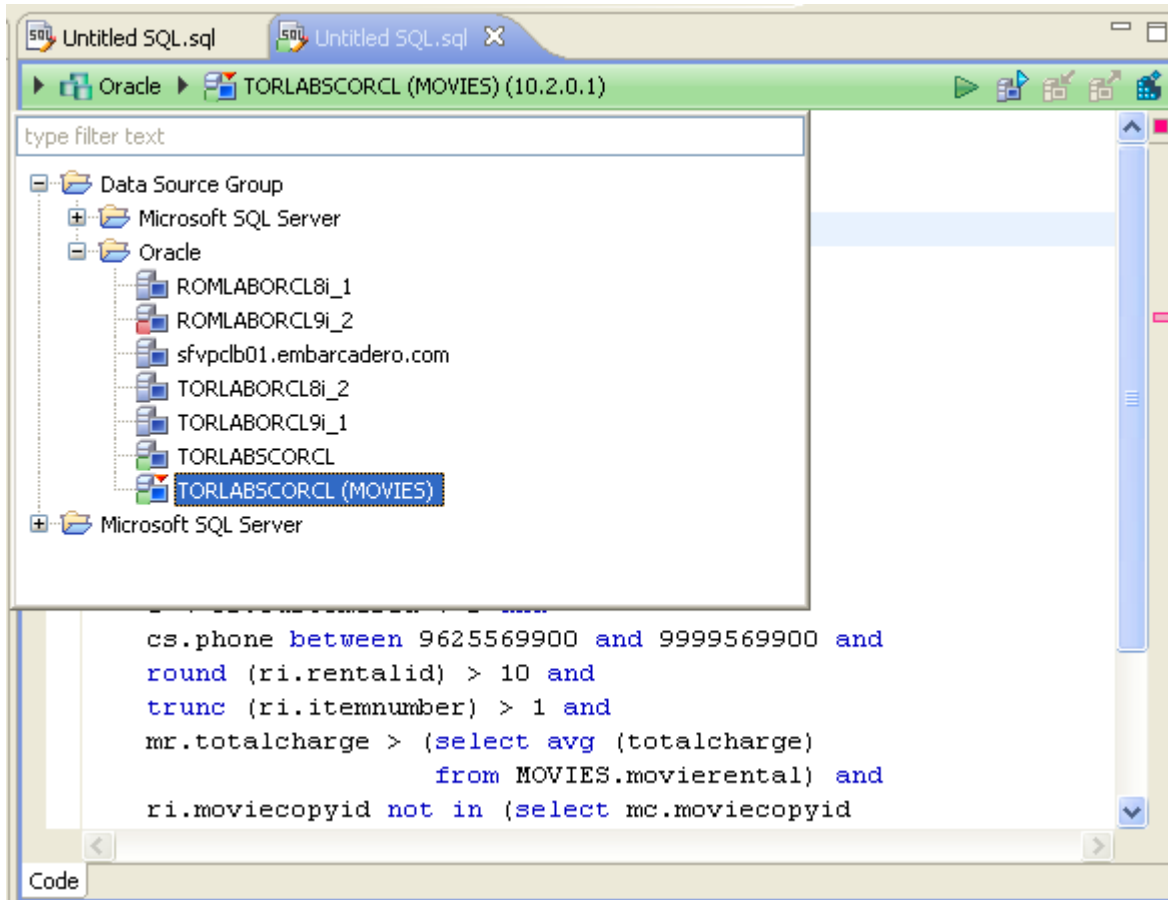 Untitled SQL.sql Untitled SQL.sql
Oracle TORLABSCORCL (MOVIES) (10.2.0.1)
type filter text
Data Source Group
Microsoft SQL Server
Oracle
ROMLABORCL8i_1
ROMLABORCL9i_2
sfvpclb01.embarcadero.com
TORLABORCL8i_2
TORLABORCL9i_1
TORLABSCORCL
TORLABSCORCL (MOVIES)
Microsoft SQL Server
cs.phone between 9625569900 and 9999569900 and
round (ri.rentalid) > 10 and
trunc (ri.itemnumber) > 1 and
mr.totalcharge > (select avg (totalcharge)
from MOVIES.movierental) and
ri.moviecopyid not in (select mc.moviecopyid
Code